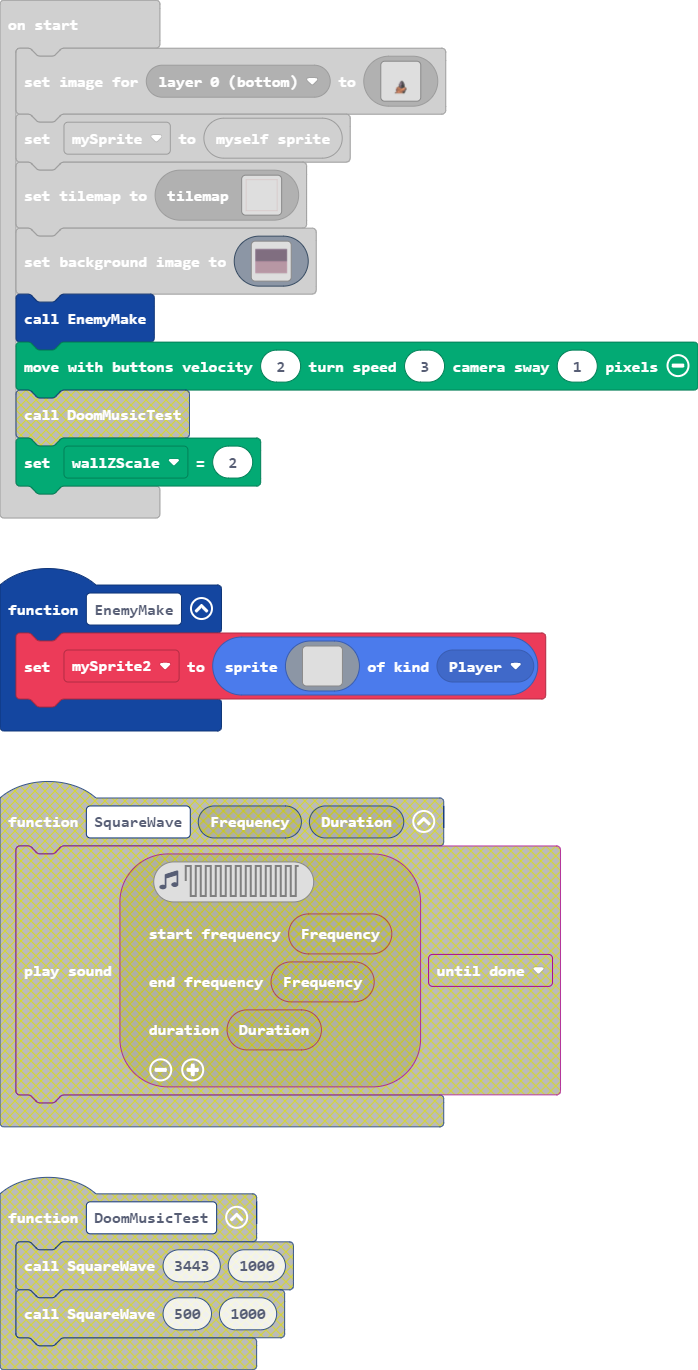 on start
set image for layer 0 (bottom) to
set mySprite to myself sprite
set tilemap to tilemap
set background image to
call EnemyMake
move with buttons velocity 2 turn speed 3 camera sway 1 pixels
call DoomMusicTest
set wallZScale = 2
function EnemyMake
set mySprite2 to sprite of kind Player
function SquareWave Frequency Duration
start frequency Frequency
end frequency Frequency
play sound until done
duration Duration
function DoomMusicTest
call SquareWave 3443 1000
call SquareWave 500 1000